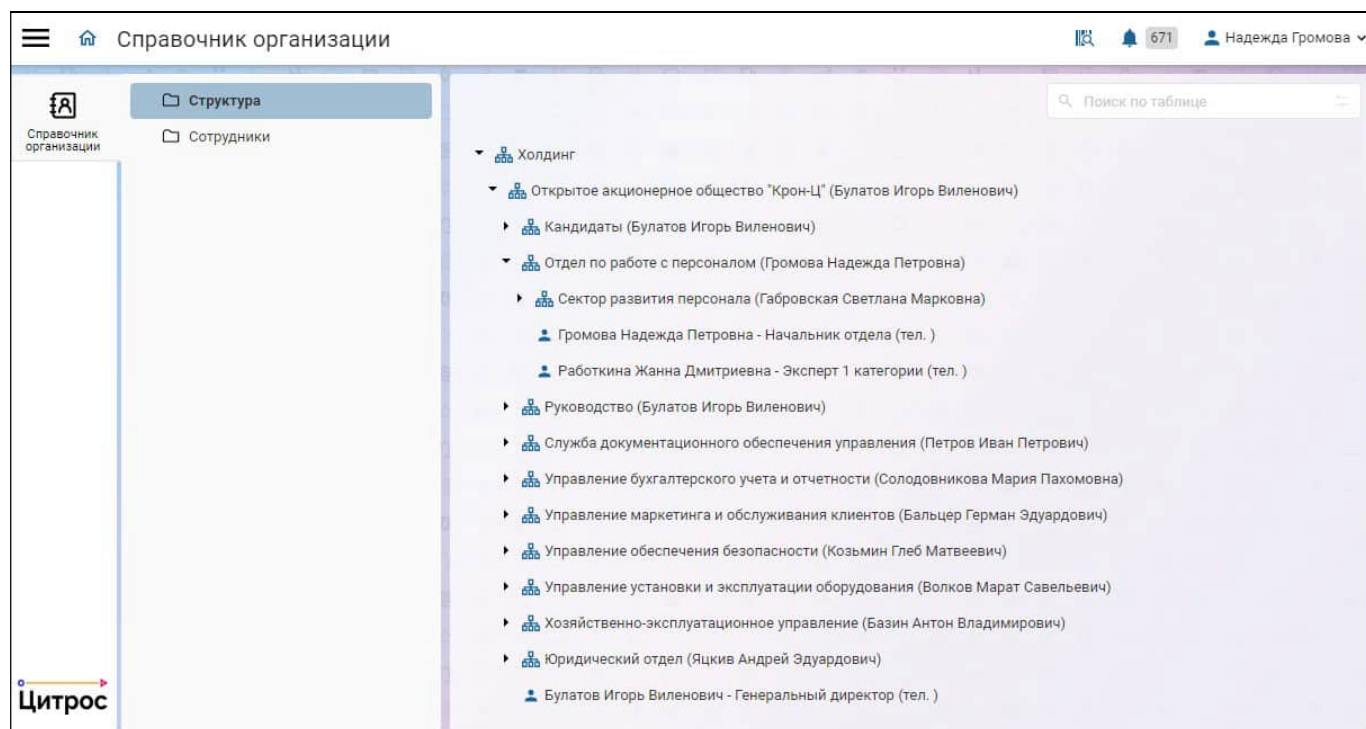 Справочник организации
671
Надежда Громова
Справочник
организации
Структура
Сотрудники
Поиск по таблице
Холдинг
Открытое акционерное общество "Крон-Ц" (Булатов Игорь Виленович)
Кандидаты (Булатов Игорь Виленович)
Отдел по работе с персоналом (Громова Надежда Петровна)
Сектор развития персонала (Габровская Светлана Марковна)
Громова Надежда Петровна - Начальник отдела (тел. )
Работкина Жанна Дмитриевна - Эксперт 1 категории (тел. )
Руководство (Булатов Игорь Виленович)
Служба документационного обеспечения управления (Петров Иван Петрович)
Управление бухгалтерского учета и отчетности (Солодовникова Мария Пахомовна)
Управление маркетинга и обслуживания клиентов (Бальцер Герман Эдуардович)
Управление обеспечения безопасности (Козьмин Глеб Матвеевич)
Управление установки и эксплуатации оборудования (Волков Марат Савельевич)
Хозяйственно-эксплуатационное управление (Базин Антон Владимирович)
Юридический отдел (Яцкив Андрей Эдуардович)
Булатов Игорь Виленович - Генеральный директор (тел. )
Цитрос